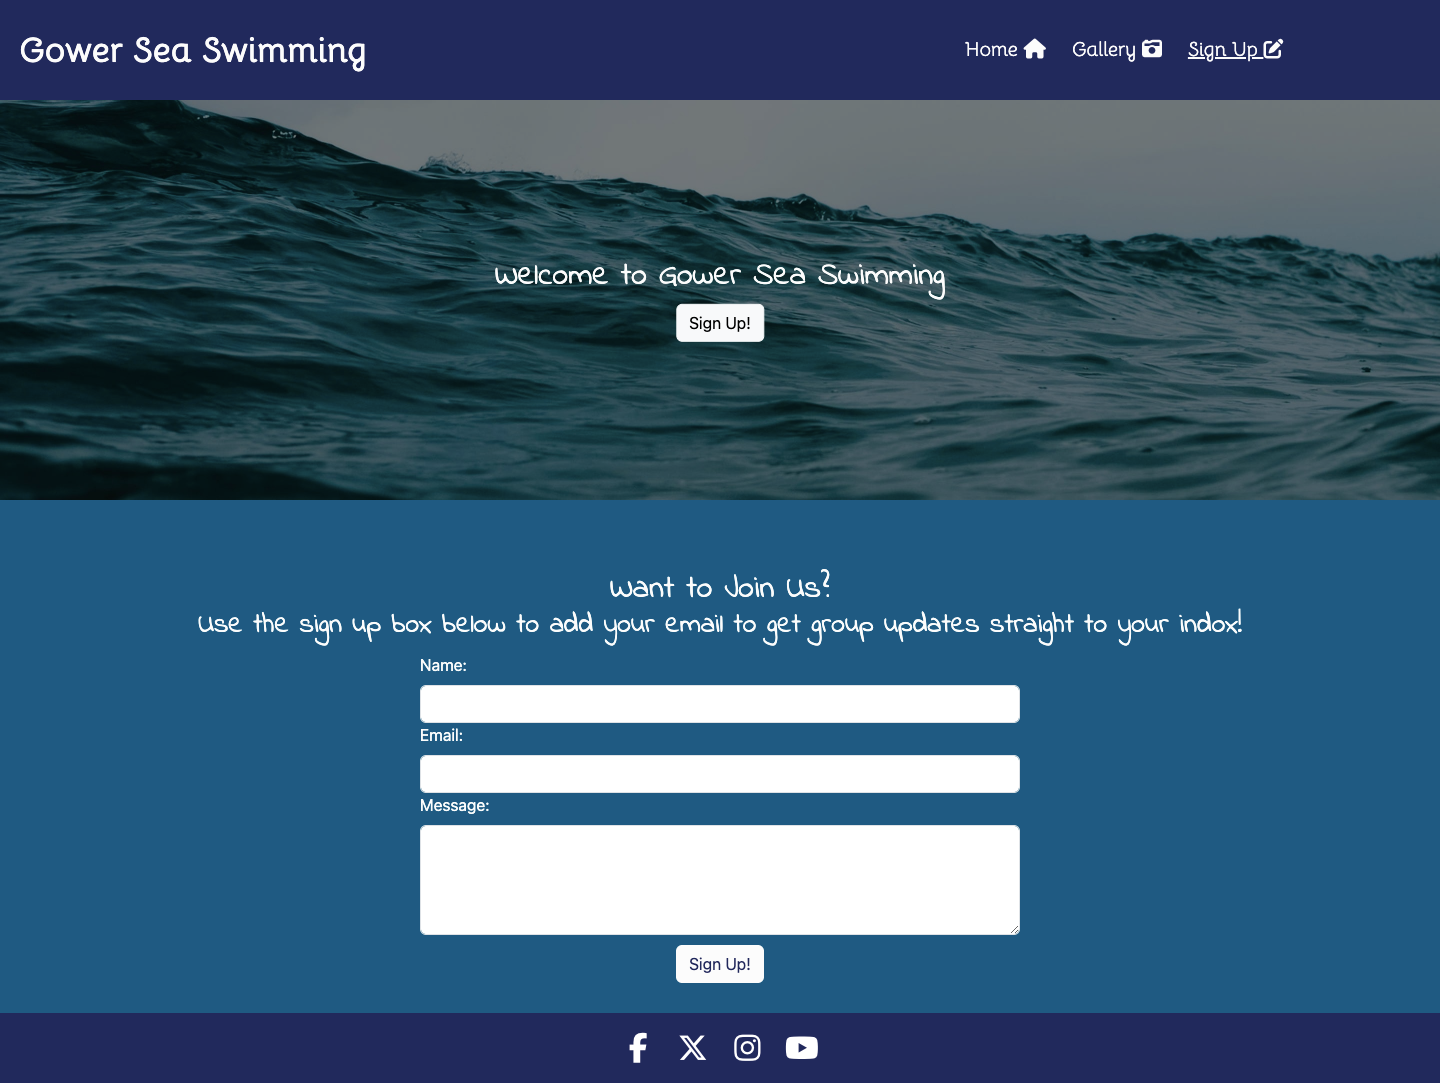 Gower Sea Swimming
Home Gallery Sign Up
Welcome to Gower Sea Swimming
Sign Up!
Want to Join Us?
Use the sign up box below to add your email to get group updates straight to your indox!
Name:
Email:
Message:
Sign Up!